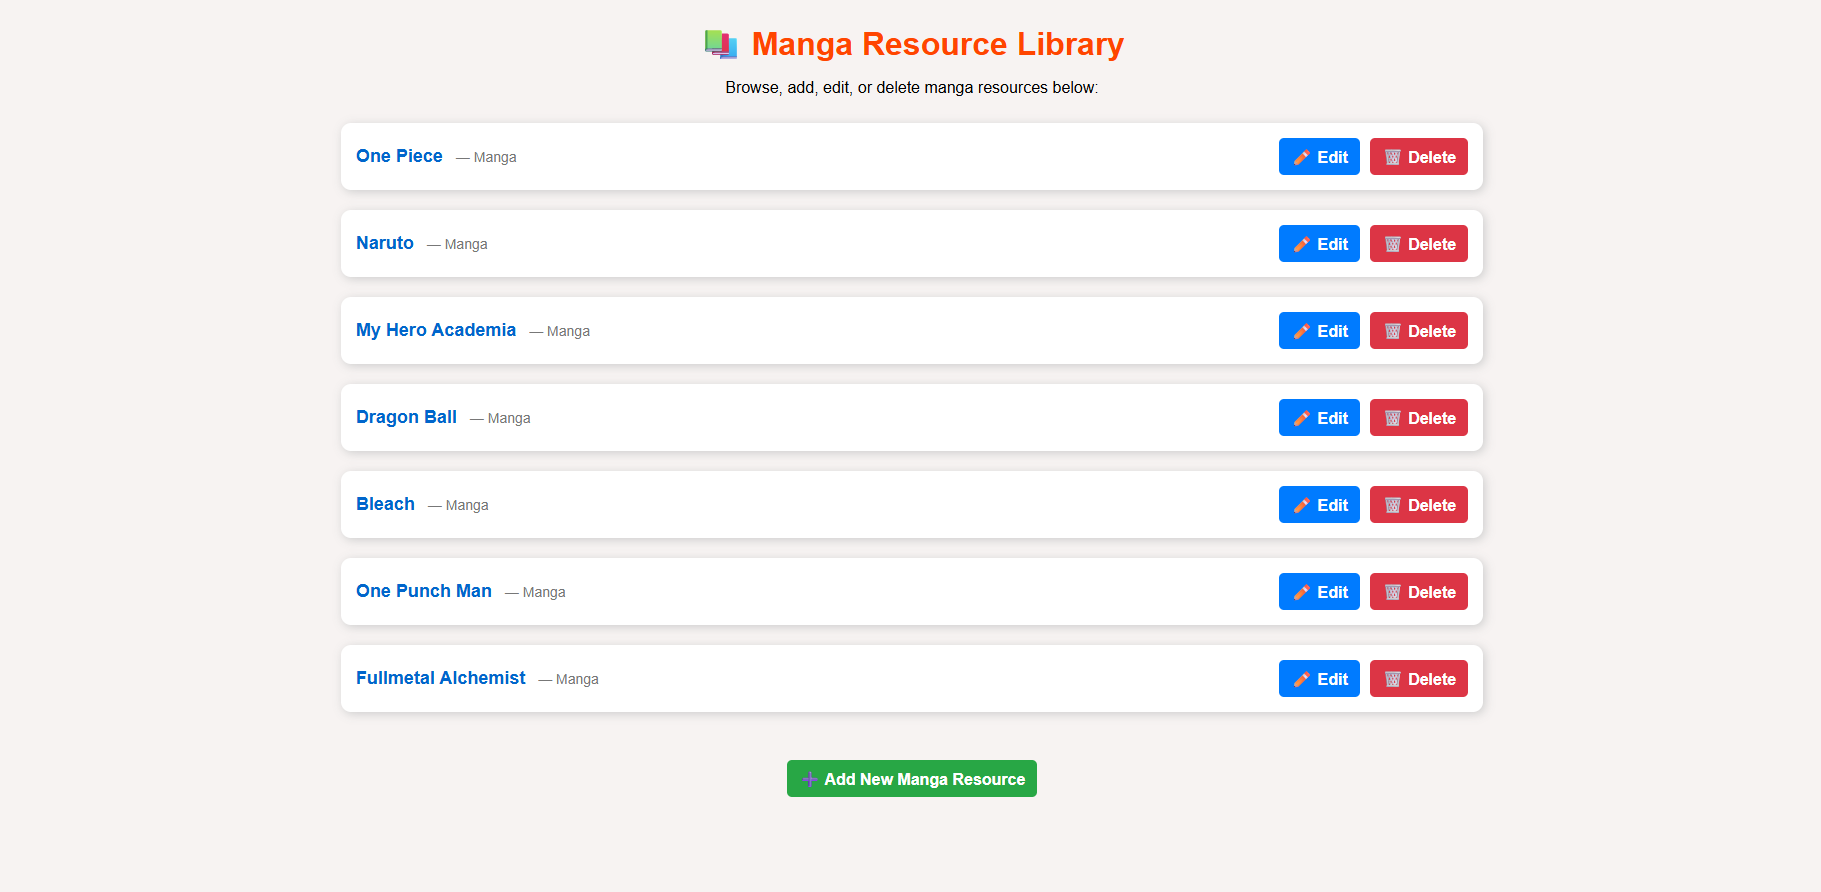 Manga Resource Library
Browse, add, edit, or delete manga resources below:
One Piece — Manga Edit Delete
Naruto — Manga Edit Delete
My Hero Academia — Manga Edit Delete
Dragon Ball — Manga Edit Delete
Bleach — Manga Edit Delete
One Punch Man — Manga Edit Delete
Fullmetal Alchemist — Manga Edit Delete
Add New Manga Resource